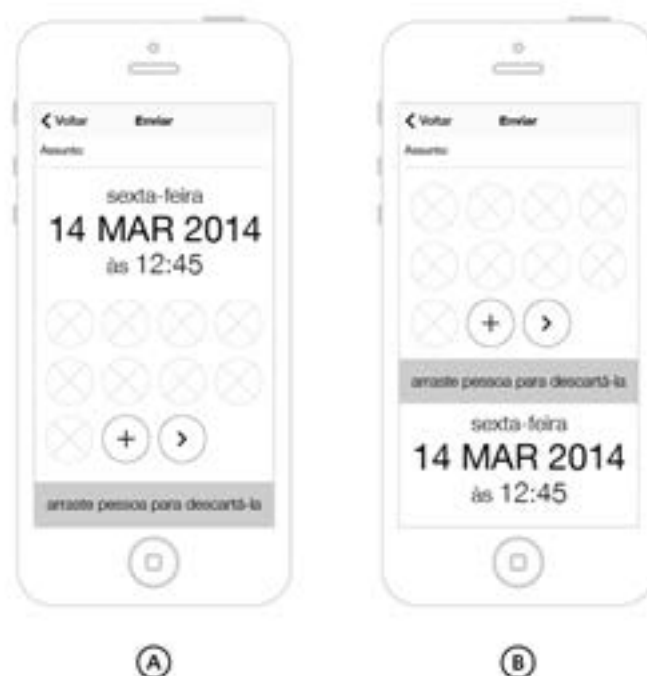 Voltar Enviar
Assunto:
sexta-feira
14 MAR 2014
às 12:45
arraste pessoa para descartá-la
A
Voltar Enviar
Assunto:
arraste pessoa para descartá-la
sexta-feira
14 MAR 2014
às 12:45
B